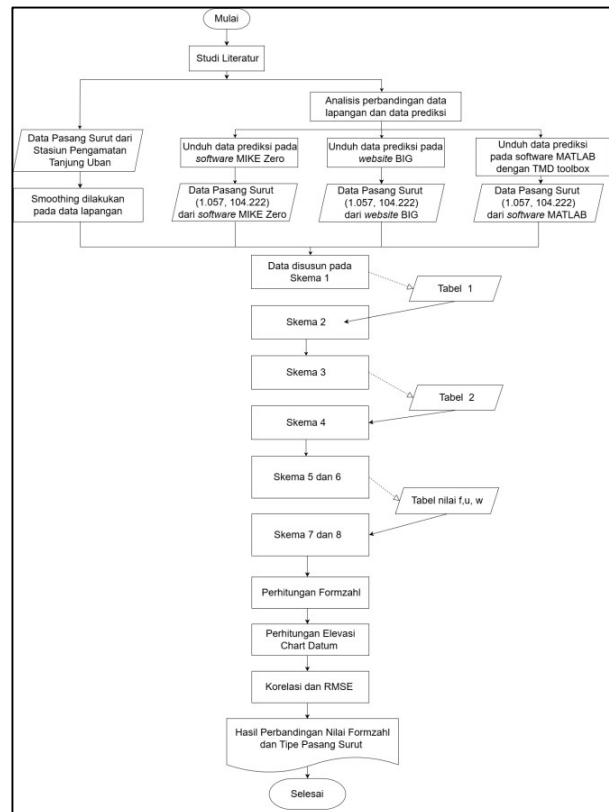 Mulai
Studi Literatur
Analisis perbandingan data
lapangan dan data prediksi
Data Pasang Surut dari
Stasiun Pengamatan
Tanjung Uban
Unduh data prediksi pada
software MIKE Zero
Unduh data prediksi pada
website BIG
Unduh data prediksi
pada software MATLAB
dengan TMD toolbox
Smoothing dilakukan
pada data lapangan
Data Pasang Surut
(1.057, 104.222)
dari software MIKE Zero
Data Pasang Surut
(1.057, 104.222)
dari website BIG
Data Pasang Surut
(1.057, 104.222)
dari software MATLAB
Data disusun pada
Skema 1
Tabel 1
Skema 2
Skema 3
Tabel 2
Skema 4
Skema 5 dan 6
Tabel nilai f,u, w
Skema 7 dan 8
Perhitungan Formzahl
Perhitungan Elevasi
Chart Datum
Korelasi dan RMSE
Hasil Perbandingan Nilai Formzahl
dan Tipe Pasang Surut
Selesai